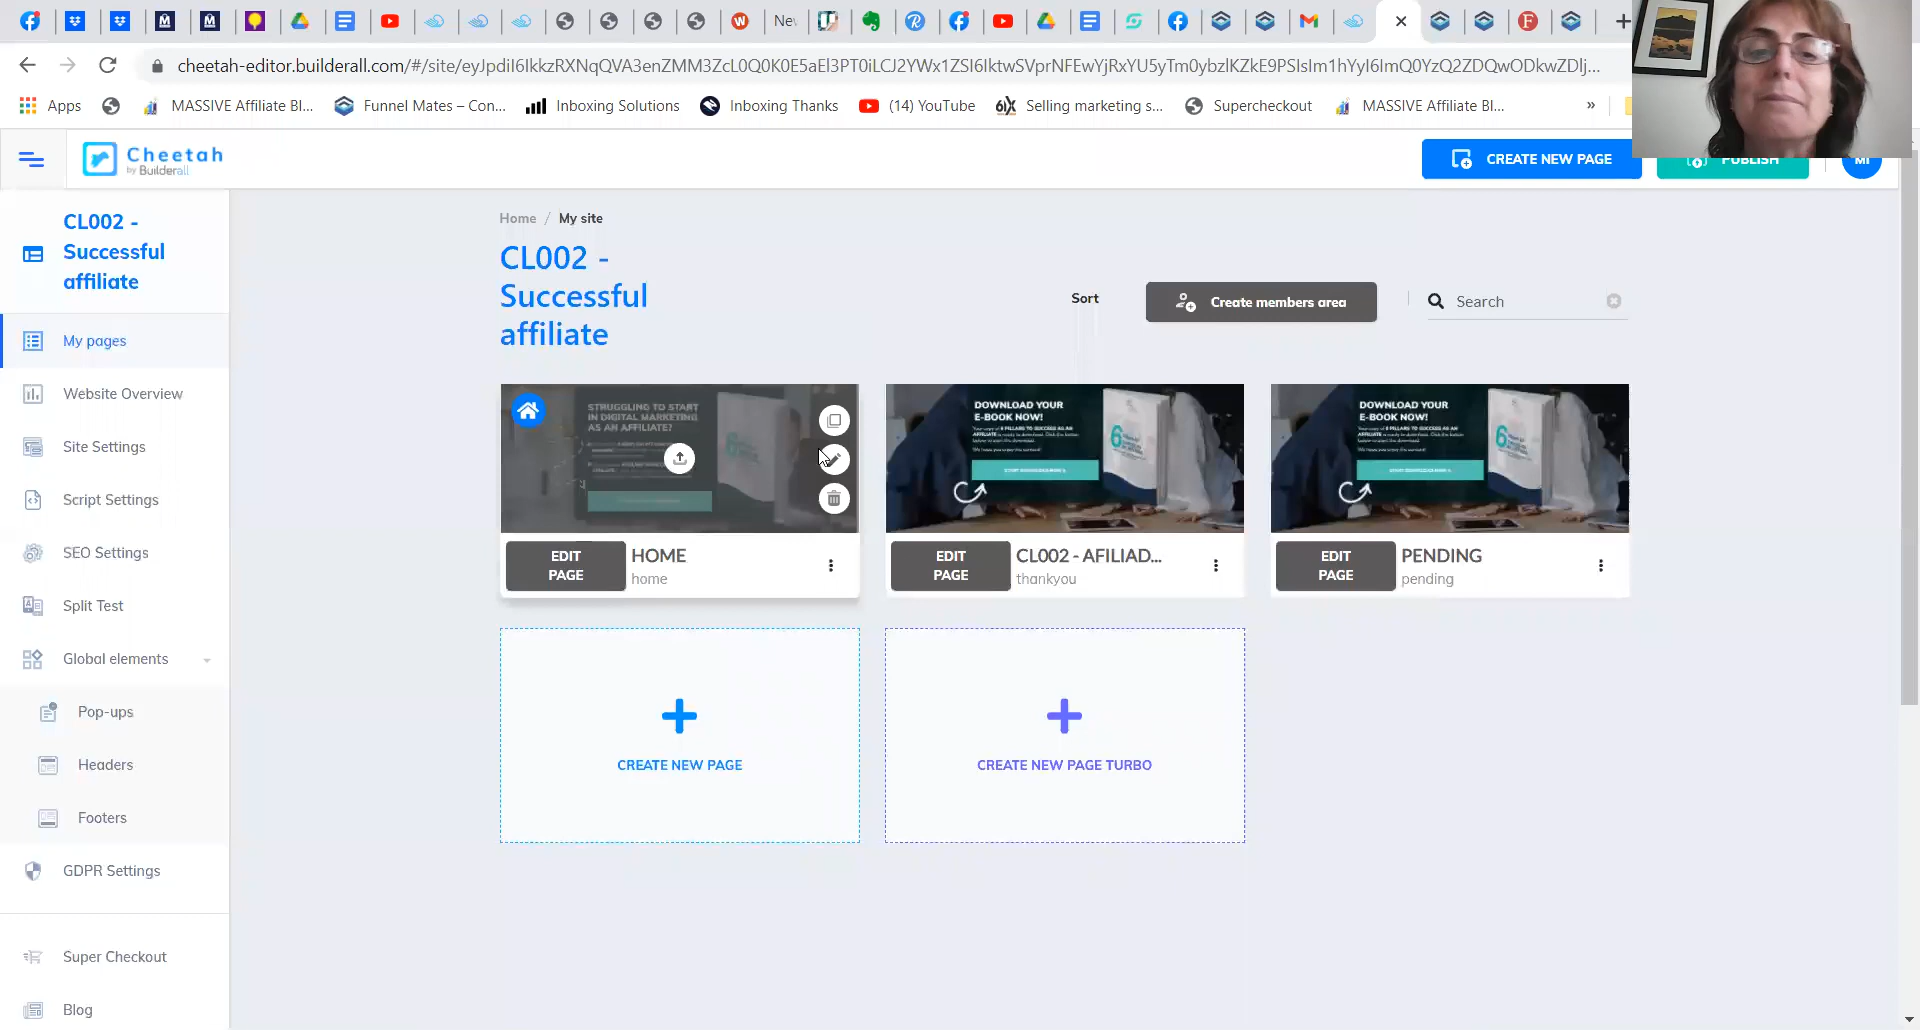 Nev
cheetah-editor.builderall.com/#/site/eyJpdiI6IkkzRXNqQVA3enZMM3ZcL0Q0K0E5aEl3PT0iLCJ2YWx1ZSI6IktwSVprNFEwYjRxYU5yTm0ybzlKZkE9PSIsIm1hYyI6ImQ0YzQ2ZDQwODkwZDlj...
Apps
MASSIVE Affiliate Bl...
Funnel Mates – Con...
Inboxing Solutions
Inboxing Thanks
(14) YouTube
Selling marketing s...
Supercheckout
MASSIVE Affiliate Bl...
»
Cheetah
by Builderall
CREATE NEW PAGE
PUBLISH
MI
CL002 -
Successful
affiliate
My pages
Website Overview
Site Settings
Script Settings
SEO Settings
Split Test
Global elements
Pop-ups
Headers
Footers
GDPR Settings
Super Checkout
Blog
Home / My site
CL002 -
Successful
affiliate
Sort
Create members area
Search
STRUGGLING TO START
IN DIGITAL MARKETING
AS AN AFFILIATE?
EDIT
PAGE
HOME
home
DOWNLOAD YOUR
E-BOOK NOW!
6
EDIT
PAGE
CL002 - AFILIAD...
thankyou
DOWNLOAD YOUR
E-BOOK NOW!
6
EDIT
PAGE
PENDING
pending
CREATE NEW PAGE
CREATE NEW PAGE TURBO